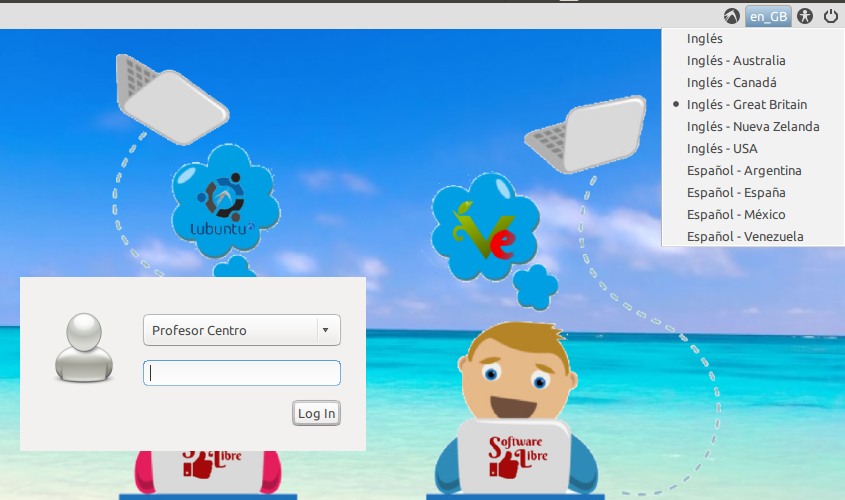 en_GB
Inglés
Inglés - Australia
Inglés - Canadá
Inglés - Great Britain
Inglés - Nueva Zelanda
Inglés - USA
Español - Argentina
Español - España
Español - México
Español - Venezuela
lubuntu
Ve
Profesor Centro
Log In
Software
Libre
Libre